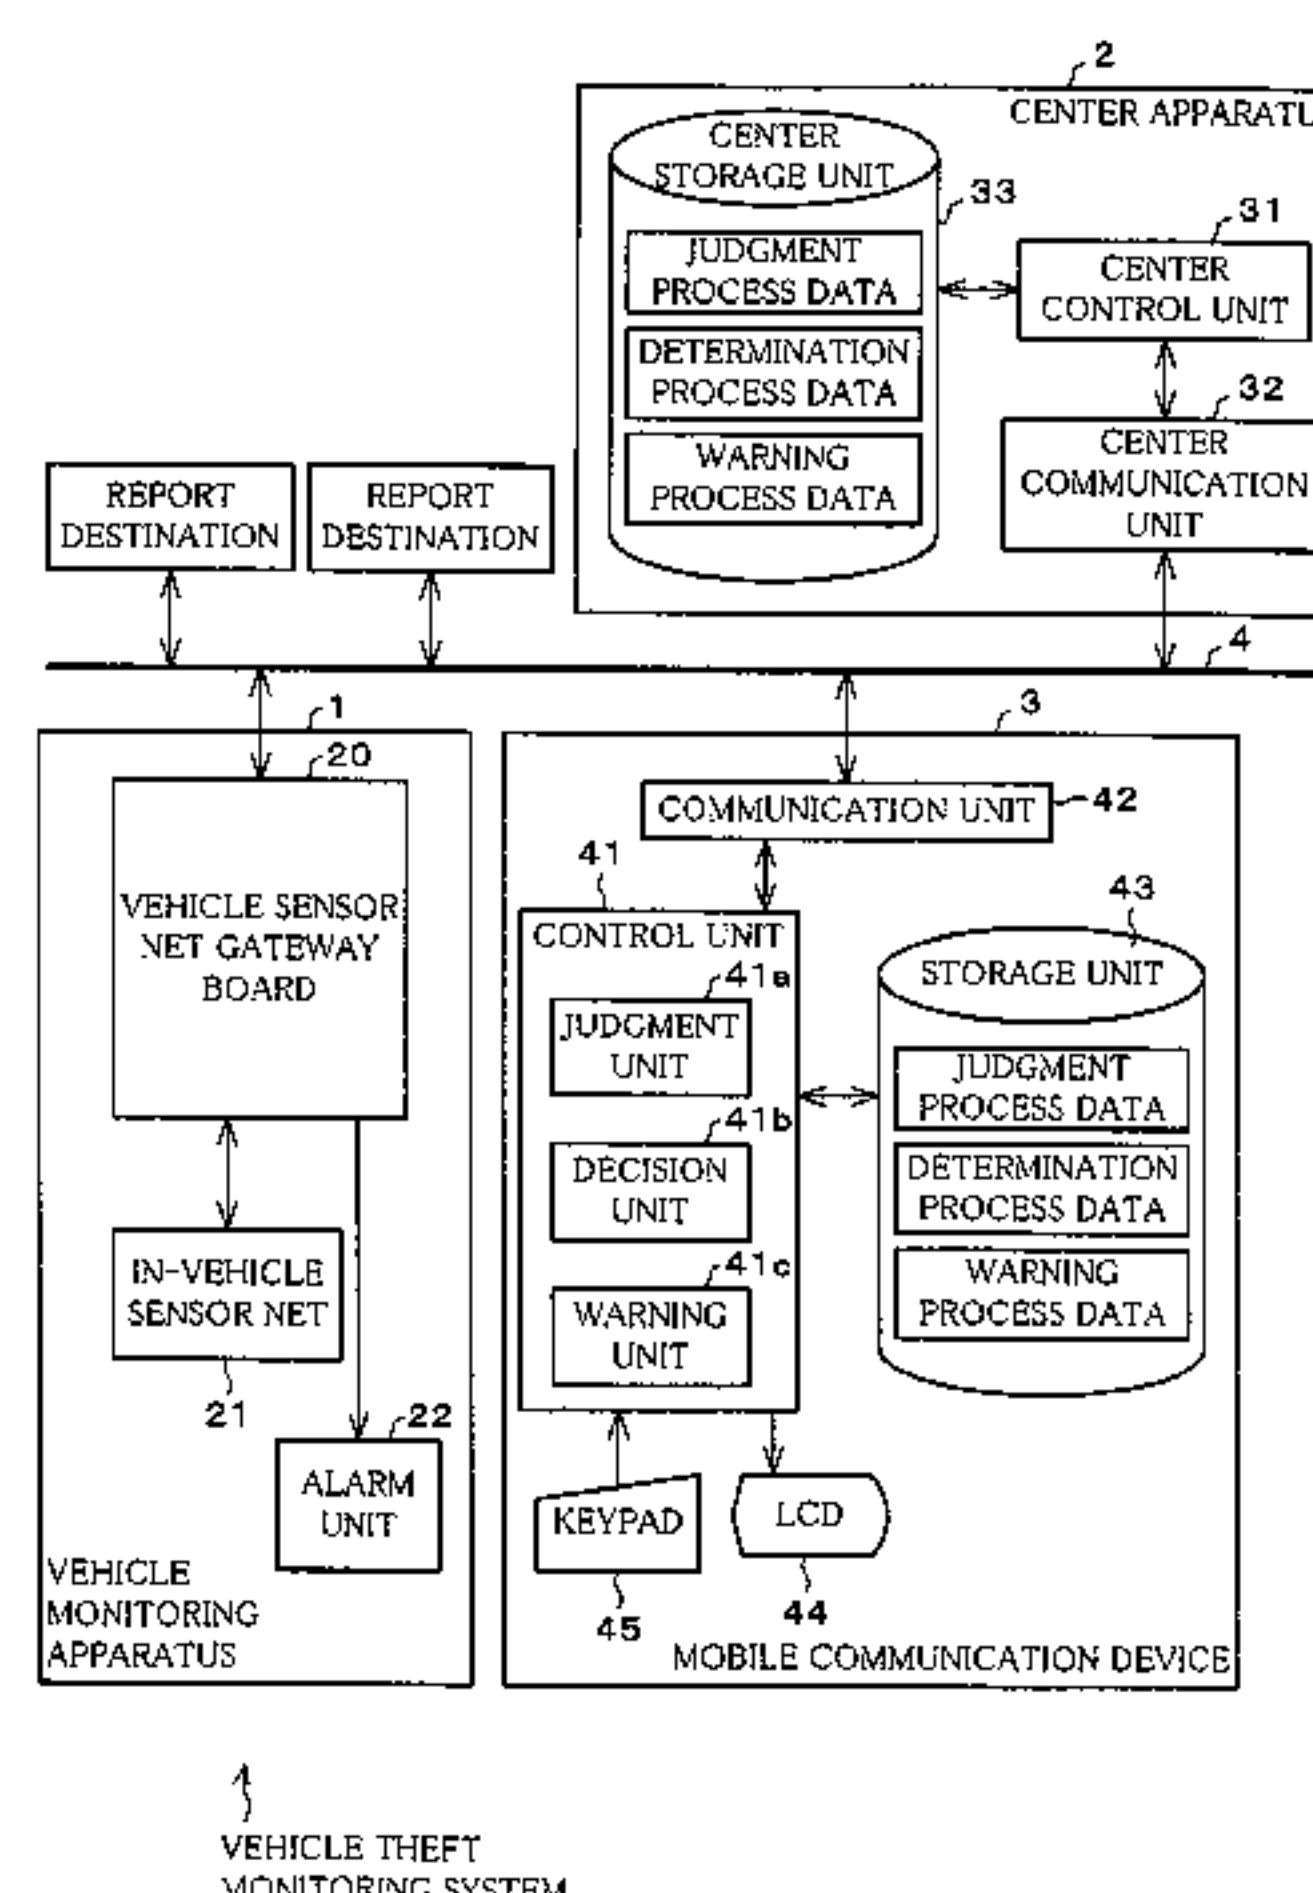 2
CENTER APPARATU
CENTER
STORAGE UNIT
33
JUDGMENT
PROCESS DATA
DETERMINATION
PROCESS DATA
WARNING
PROCESS DATA
31
CENTER
CONTROL UNIT
32
CENTER
COMMUNICATION
UNIT
REPORT
DESTINATION
REPORT
DESTINATION
4
1
20
VEHICLE SENSOR
NET GATEWAY
BOARD
IN-VEHICLE
SENSOR NET
21
22
ALARM
UNIT
VEHICLE
MONITORING
APPARATUS
3
COMMUNICATION UNIT
42
41
CONTROL UNIT
41a
JUDGMENT
UNIT
41b
DECISION
UNIT
41c
WARNING
UNIT
43
STORAGE UNIT
JUDGMENT
PROCESS DATA
DETERMINATION
PROCESS DATA
WARNING
PROCESS DATA
KEYPAD
45
LCD
44
MOBILE COMMUNICATION DEVICE
VEHICLE THEFT
MONITORING SYSTEM